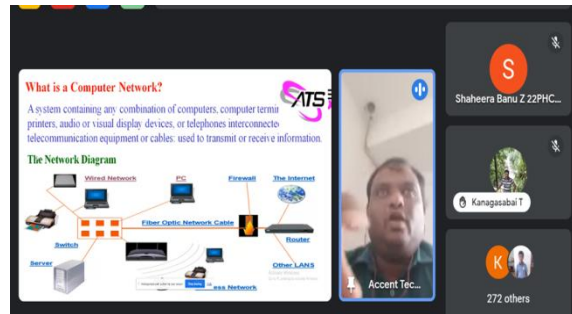 What is a Computer Network?
ATS
A system containing any combination of computers, computer termir
printers, audio or visual display devices, or telephones interconnecto
telecommunication equipment or cables: used to transmit or receive information.
The Network Diagram
Wired Network
PC
Firewall
The Internet
Fiber Optic Network Cable
Switch
Router
Server
Other LANS
ess Network
Accent Tec...
S
Shaheera Banu Z 22PHC...
Kanagasabai T
K
272 others